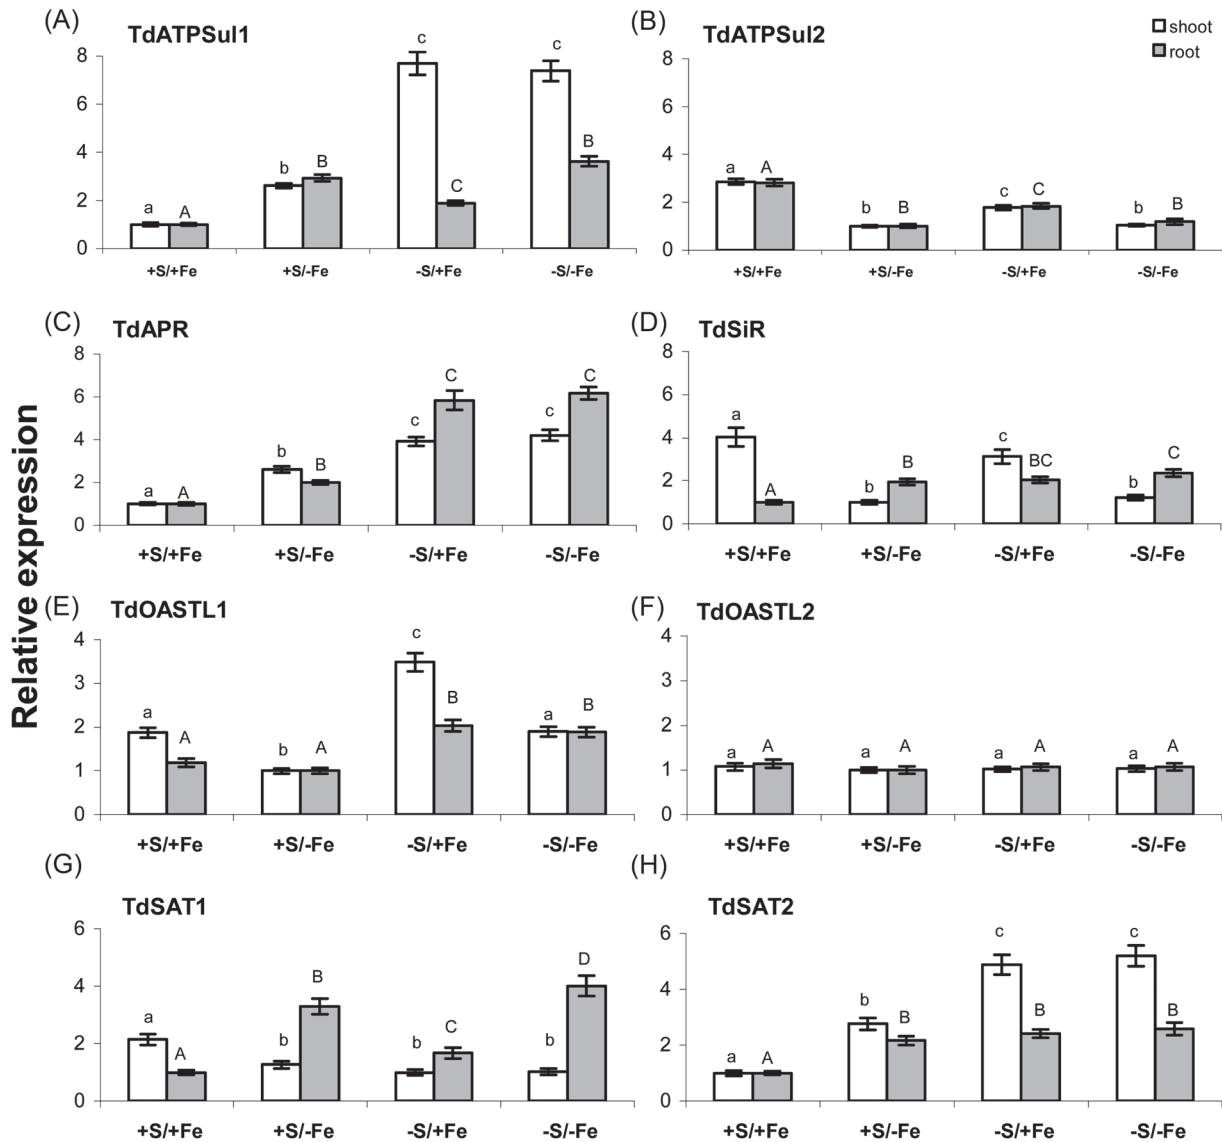 (A)
TdATPSul1
8
6
4
2
0
a
A
b
B
c
C
c
B
+S/+Fe
+S/-Fe
-S/+Fe
-S/-Fe
(B)
TdATPSul2
shoot
root
8
6
4
2
0
a
A
b
B
c
C
b
B
+S/+Fe
+S/-Fe
-S/+Fe
-S/-Fe
Relative expression
(C)
TdAPR
8
6
4
2
0
a
A
b
B
c
C
c
C
+S/+Fe
+S/-Fe
-S/+Fe
-S/-Fe
(D)
TdSiR
8
6
4
2
0
a
A
b
B
c
BC
b
C
+S/+Fe
+S/-Fe
-S/+Fe
-S/-Fe
(E)
TdOASTL1
4
3
2
1
0
a
A
b
A
c
B
a
B
+S/+Fe
+S/-Fe
-S/+Fe
-S/-Fe
(F)
TdOASTL2
4
3
2
1
0
a
A
a
A
a
A
a
A
+S/+Fe
+S/-Fe
-S/+Fe
-S/-Fe
(G)
TdSAT1
6
4
2
0
a
A
b
B
b
C
b
D
+S/+Fe
+S/-Fe
-S/+Fe
-S/-Fe
(H)
TdSAT2
6
4
2
0
a
A
b
B
c
B
c
B
+S/+Fe
+S/-Fe
-S/+Fe
-S/-Fe